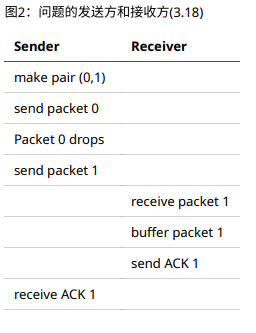 图2：问题的发送方和接收方(3.18)
Sender Receiver
make pair (0,1)
send packet 0
Packet 0 drops
send packet 1
receive packet 1
buffer packet 1
send ACK 1
receive ACK 1